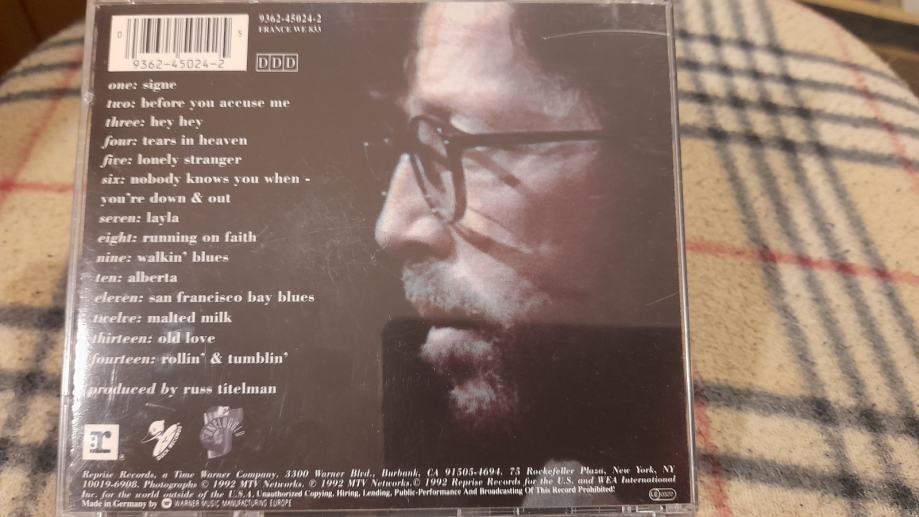 9362-45024-2
FRANCE WE 833
0
5
9362-45024-2
DDD
one: signe
two: before you accuse me
three: hey hey
four: tears in heaven
five: lonely stranger
six: nobody knows you when -
you're down & out
seven: layla
eight: running on faith
nine: walkin' blues
ten: alberta
eleven: san francisco bay blues
twelve: malted milk
thirteen: old love
fourteen: rollin' & tumblin'
produced by russ titelman
r
UNPLUGGED
Reprise Records, a Time Warner Company, 3300 Warner Blvd., Burbank, CA 91505-4694. 75 Rockefeller Plaza, New York, NY
10019-6908. Photographs © 1992 MTV Networks. ℗ 1992 MTV Networks.© 1992 Reprise Records for the U.S. and WEA International
Inc. for the world outside of the U.S.A. Unauthorized Copying, Hiring, Lending, Public-Performance And Broadcasting Of This Record Prohibited!
Made in Germany by WARNER MUSIC MANUFACTURING EUROPE